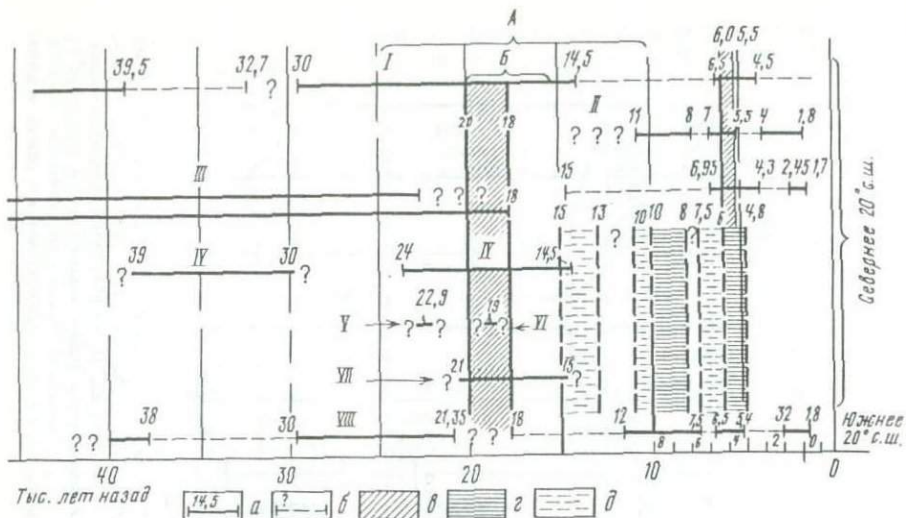 А
6,0 5,5
39,5 32,7 30 I Б 14,5 6,5 4,5
II
20 18 ? ? ? 11 8 7 5,5 4 1,8
III 15 6,95 4,3 2,45 1,7
? ? ? 18
15 13 ? 10 10 8 ? 7,5 6 4,8
39 IV 30 24 IV 14,5
? ?
22,9 19
V ? ? ? ? VI
VII ? 21 15 ?
38 30 VIII 21,35 ? ? 18 12 7,5 6,5 5,4 32 1,8
? ? 8 6 4 2 0
Севернее 20° с.ш.
Южнее
20° с.ш.
40 30 20 10 0
Тыс. лет назад 14,5 а ? б в г д